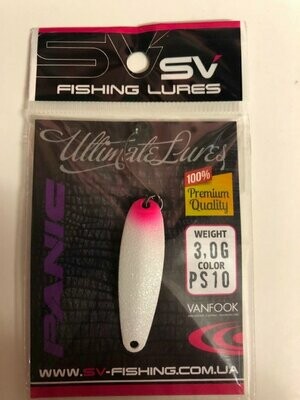 SV SV
FISHING LURES
Ultimate Lures
100%
Premium
Quality
PANIC
WEIGHT
3,0G
COLOR
PS10
VANFOOK
WWW.SV-FISHING.COM.UA